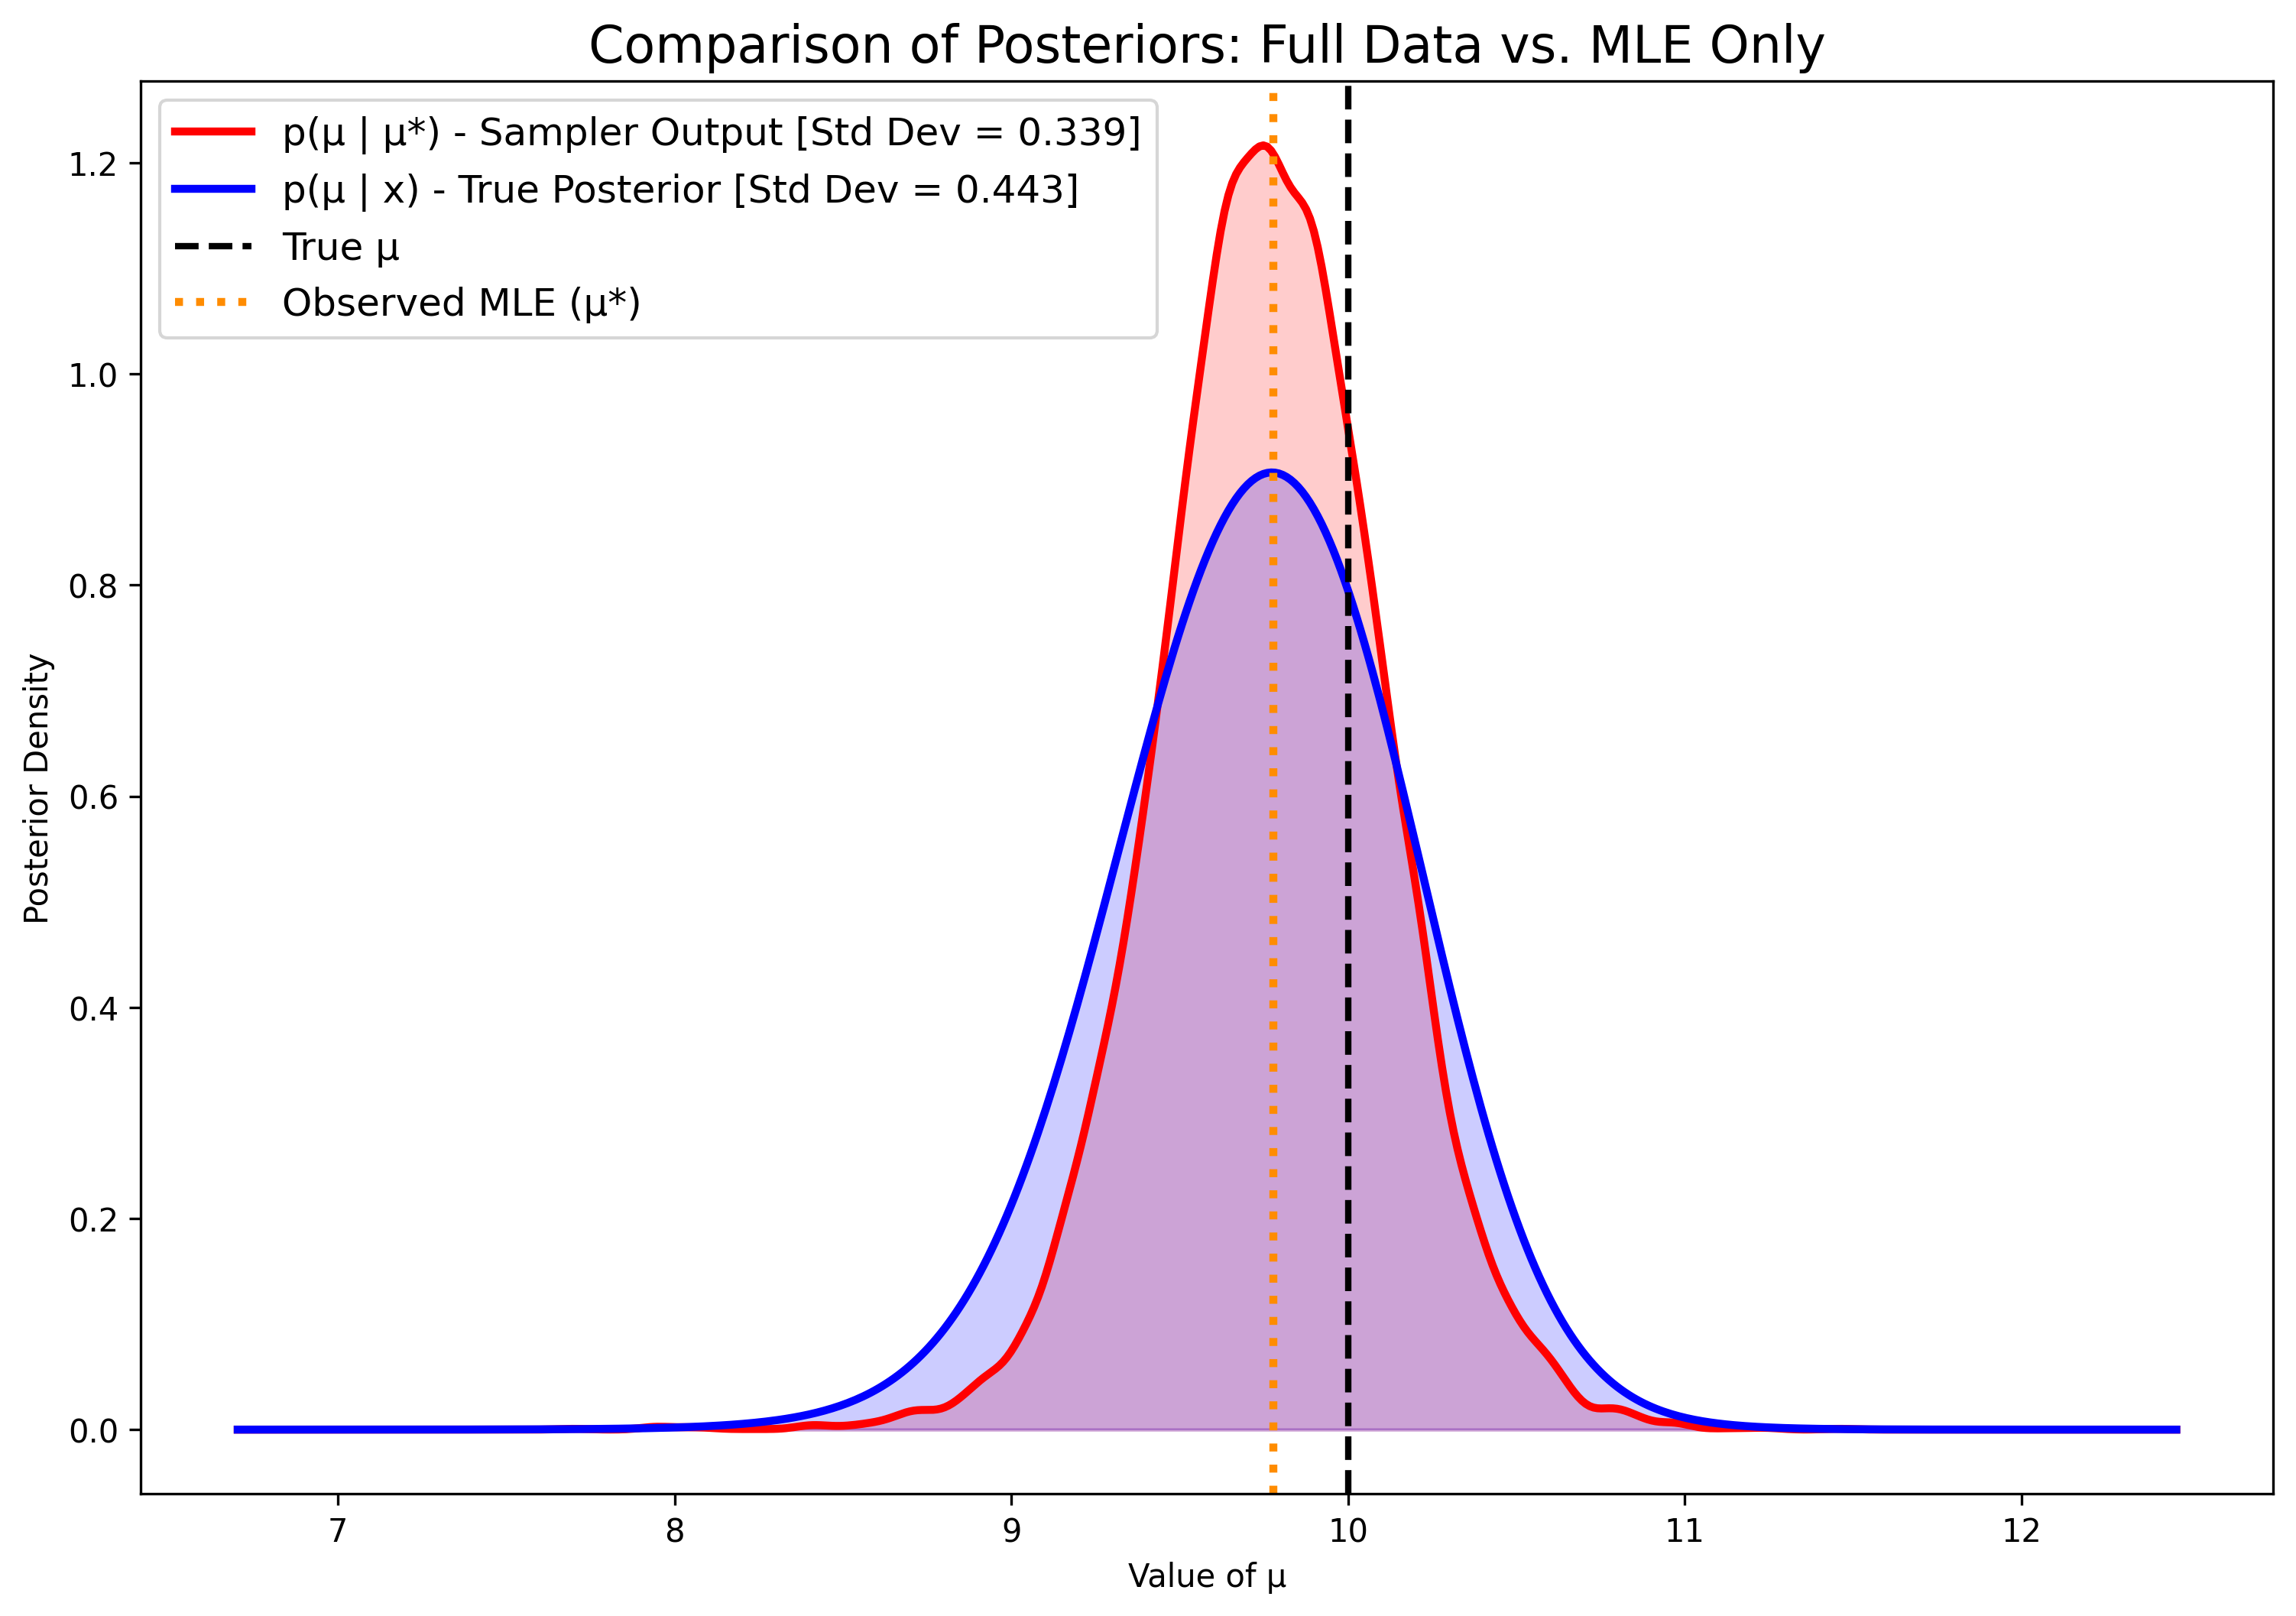 Comparison of Posteriors: Full Data vs. MLE Only
p(μ | μ*) - Sampler Output [Std Dev = 0.339]
p(μ | x) - True Posterior [Std Dev = 0.443]
True μ
Observed MLE (μ*)
Posterior Density
1.2
1.0
0.8
0.6
0.4
0.2
0.0
7 8 9 10 11 12
Value of μ